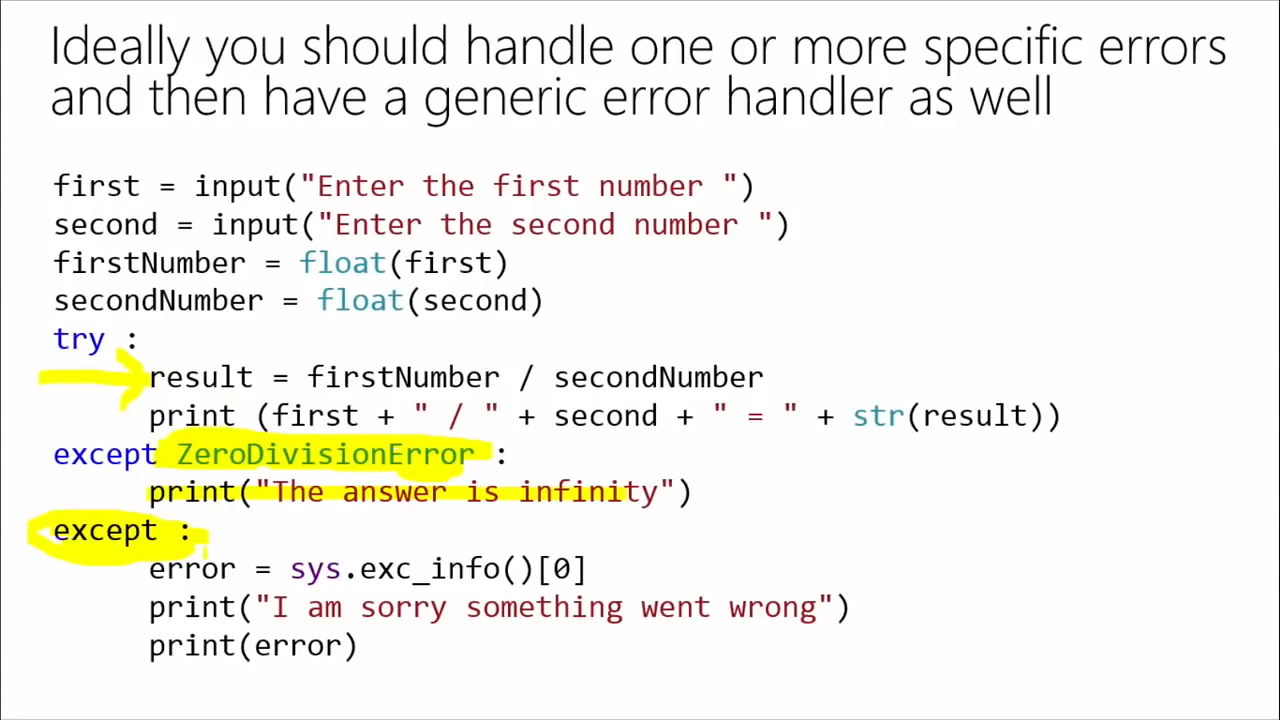 Ideally you should handle one or more specific errors
and then have a generic error handler as well
first = input("Enter the first number ")
second = input("Enter the second number ")
firstNumber = float(first)
secondNumber = float(second)
try :
result = firstNumber / secondNumber
print (first + " / " + second + " = " + str(result))
except ZeroDivisionError :
print("The answer is infinity")
except :
error = sys.exc_info()[0]
print("I am sorry something went wrong")
print(error)